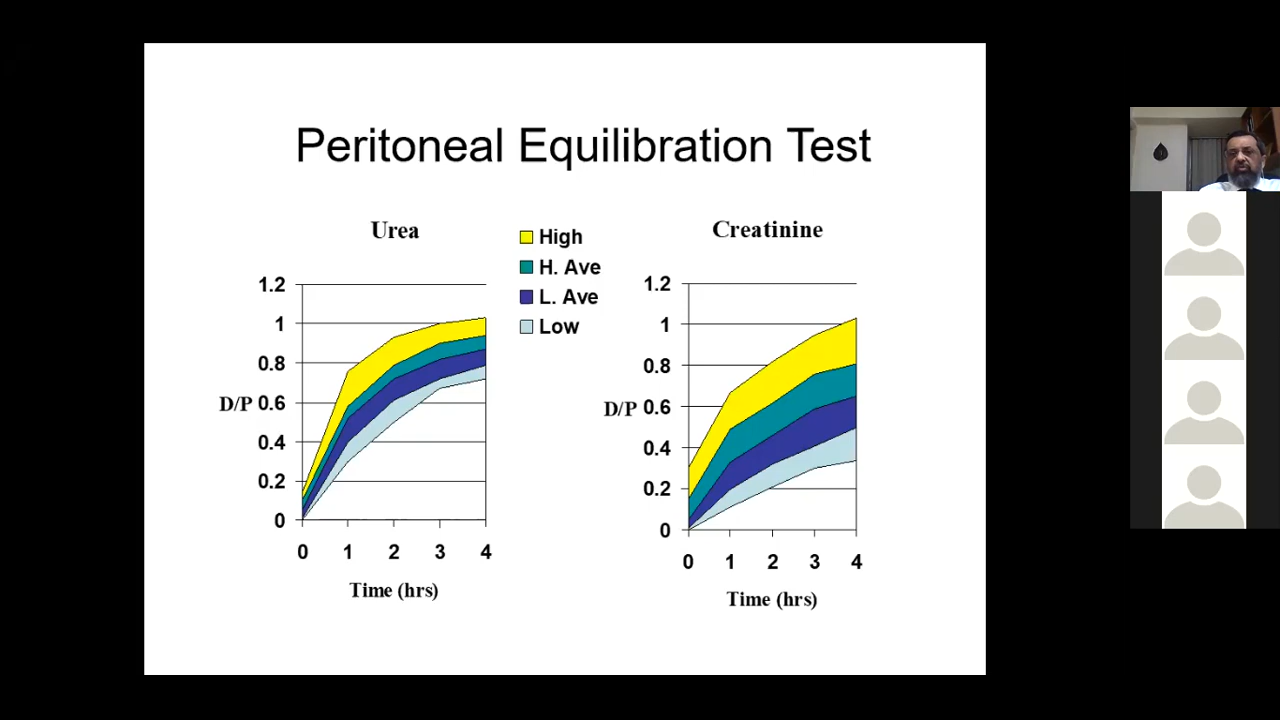 Peritoneal Equilibration Test
Urea
High
H. Ave
L. Ave
Low
1.2
1
0.8
D/P 0.6
0.4
0.2
0
0 1 2 3 4
Time (hrs)
Creatinine
1.2
1
0.8
D/P 0.6
0.4
0.2
0
0 1 2 3 4
Time (hrs)